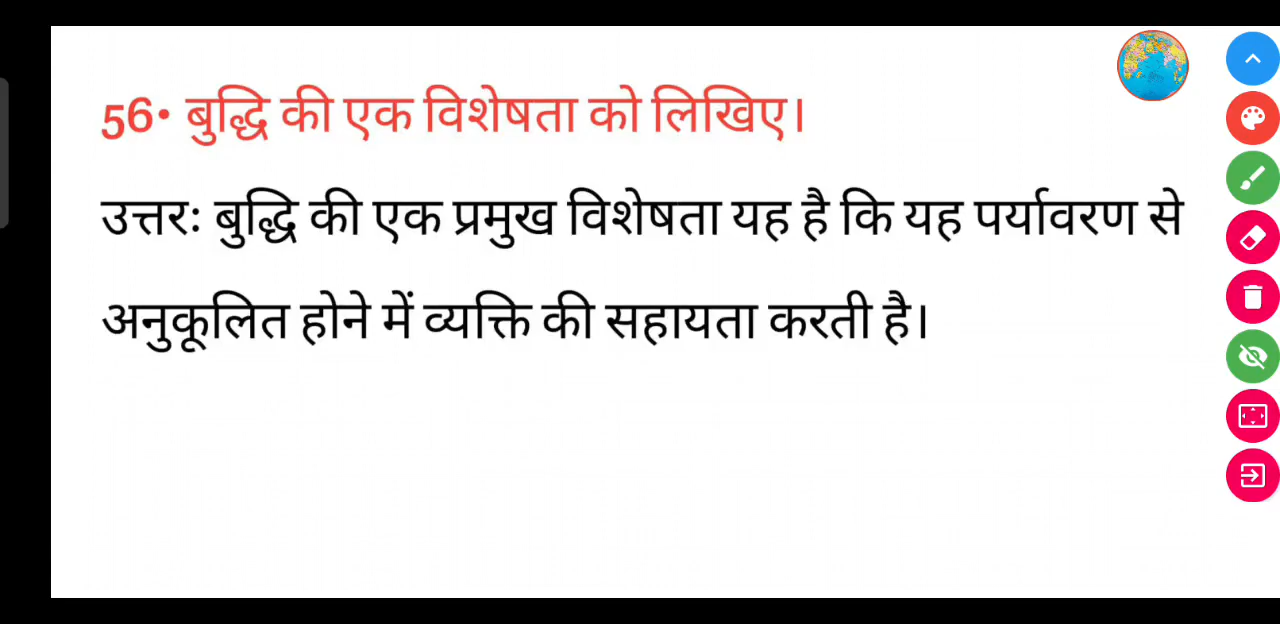 56• बुद्धि की एक विशेषता को लिखिए।
उत्तरः बुद्धि की एक प्रमुख विशेषता यह है कि यह पर्यावरण से
अनुकूलित होने में व्यक्ति की सहायता करती है।